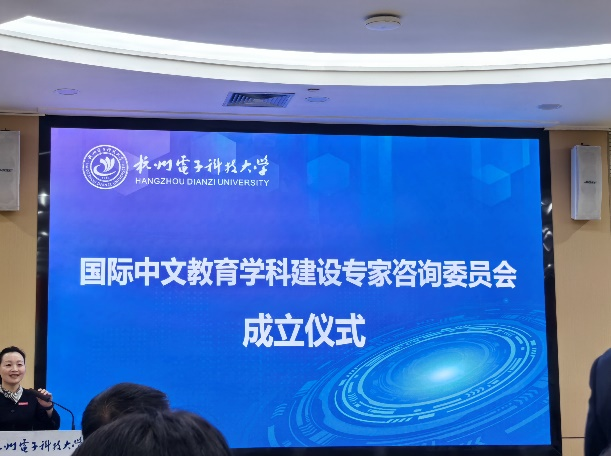 杭州電子科技大学
HANGZHOU DIANZI UNIVERSITY
国际中文教育学科建设专家咨询委员会
成立仪式
杭州電子科技大学